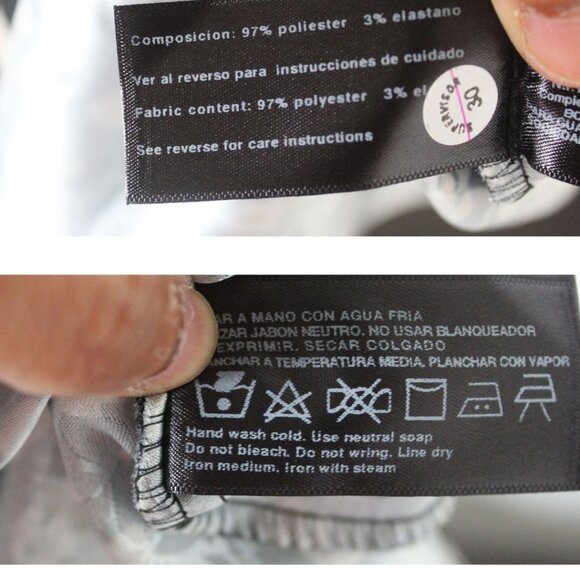 Composicion: 97% poliester 3% elastano
Ver al reverso para instrucciones de cuidado
Fabric content: 97% polyester 3% el
See reverse for care instructions
SUPERVISOR
30
Compl
A MANO CON AGUA FRIA
JABON NEUTRO. NO USAR BLANQUEADOR
EXPRIMIR. SECAR COLGADO
A TEMPERATURA MEDIA. PLANCHAR CON VAPOR
Hand wash cold. Use neutral soap
Do not bleach. Do not wring. Line dry
Iron medium. Iron with steam